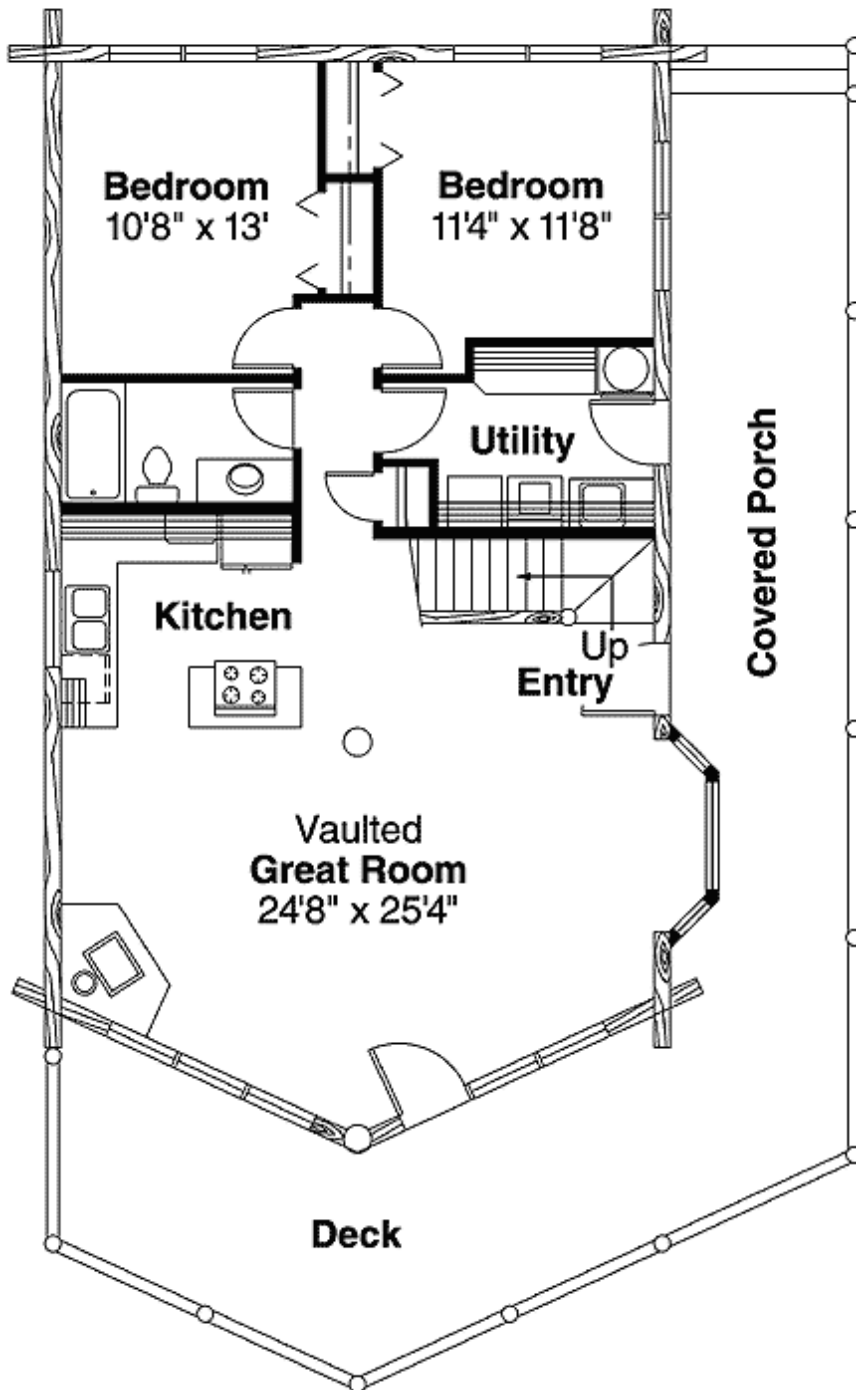 Bedroom
10'8" x 13'
Bedroom
11'4" x 11'8"
Utility
Covered Porch
Kitchen
Up
Entry
Vaulted
Great Room
24'8" x 25'4"
Deck